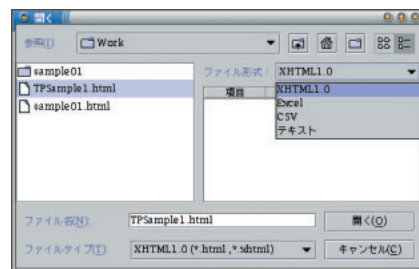 開く
参照(I)
Work
sample01
TPSample1.html
sample01.html
ファイル形式:
XHTML1.0
項目
XHTML1.0
Excel
CSV
テキスト
ファイル名(N):
TPSample1.html
開く(O)
ファイルタイプ(T):
XHTML1.0 (*.html ,*.xhtml)
キャンセル(C)